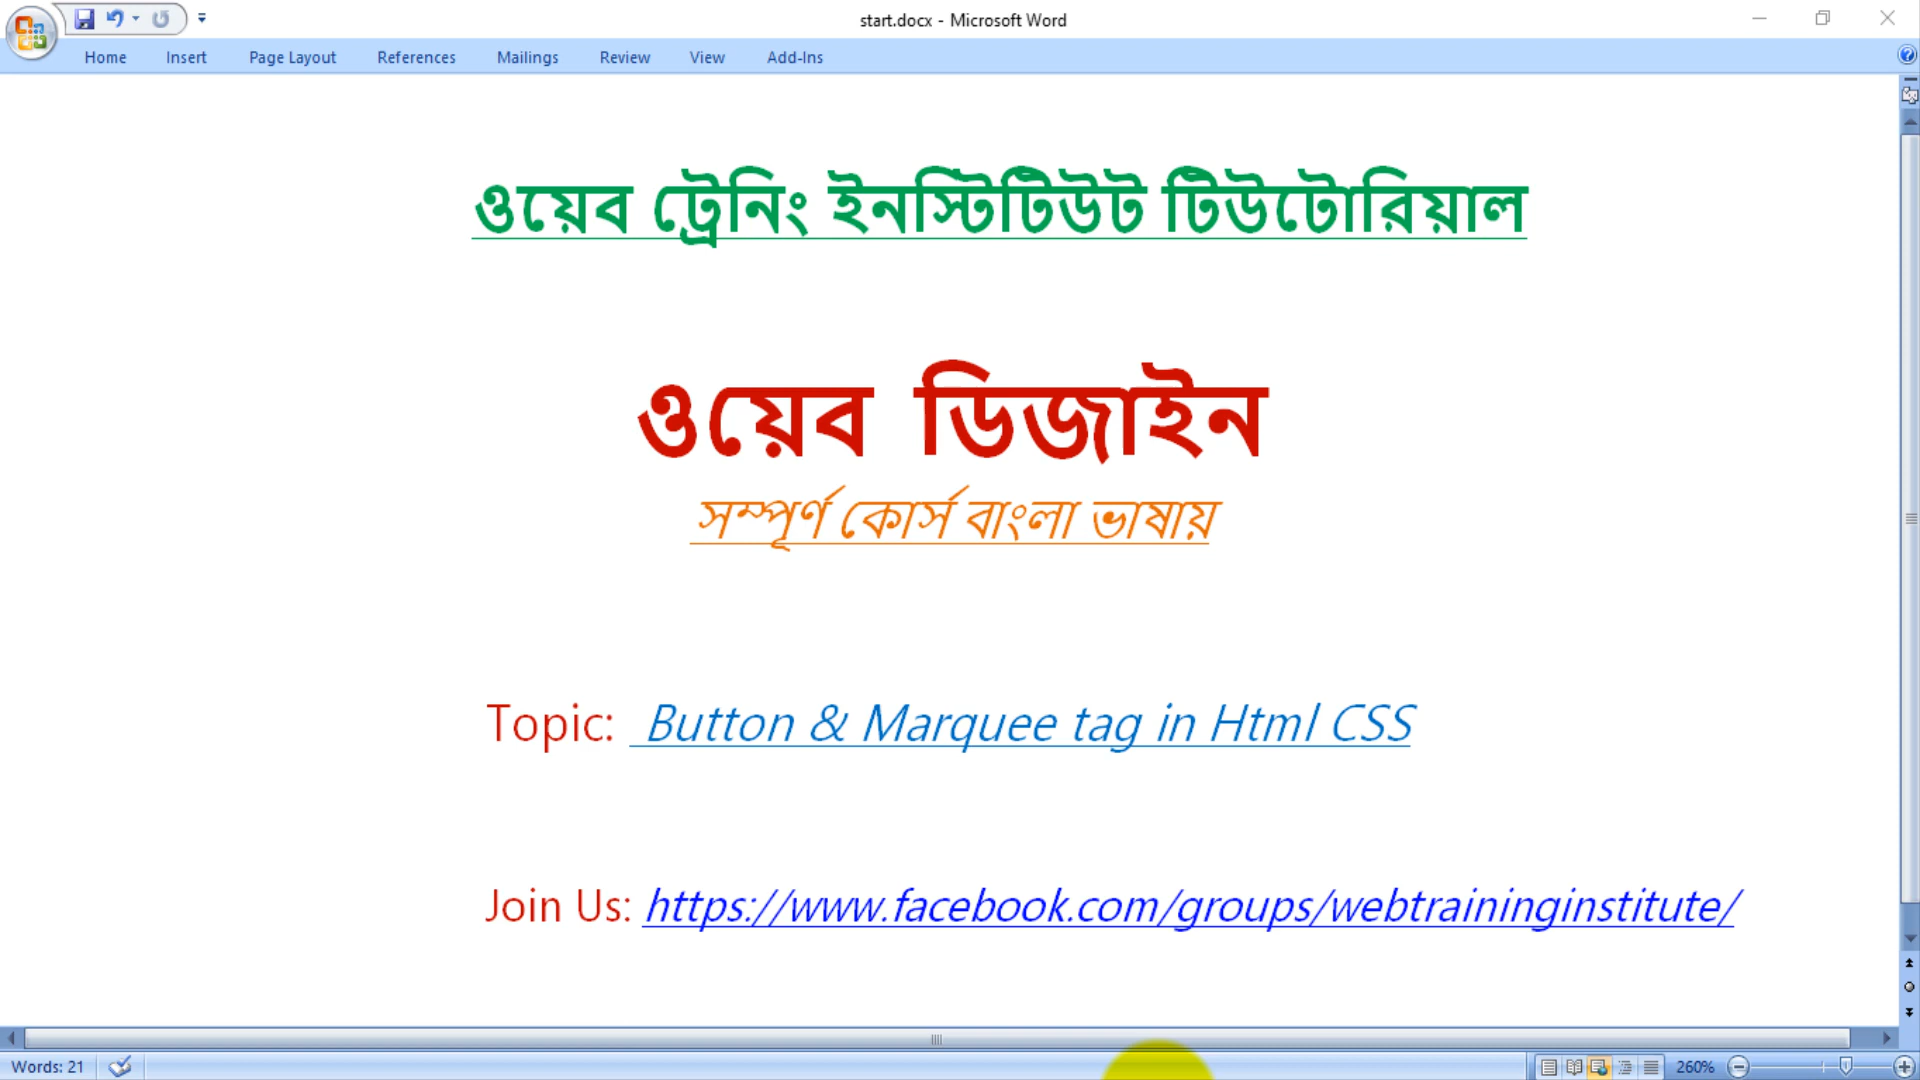 start.docx - Microsoft Word
Home Insert Page Layout References Mailings Review View Add-Ins
ওয়েব ট্রেনিং ইনস্টিটিউট টিউটোরিয়াল
ওয়েব ডিজাইন
সম্পূর্ণ কোর্স বাংলা ভাষায়
Topic: Button & Marquee tag in Html CSS
Join Us: https://www.facebook.com/groups/webtraininginstitute/
Words: 21 260%